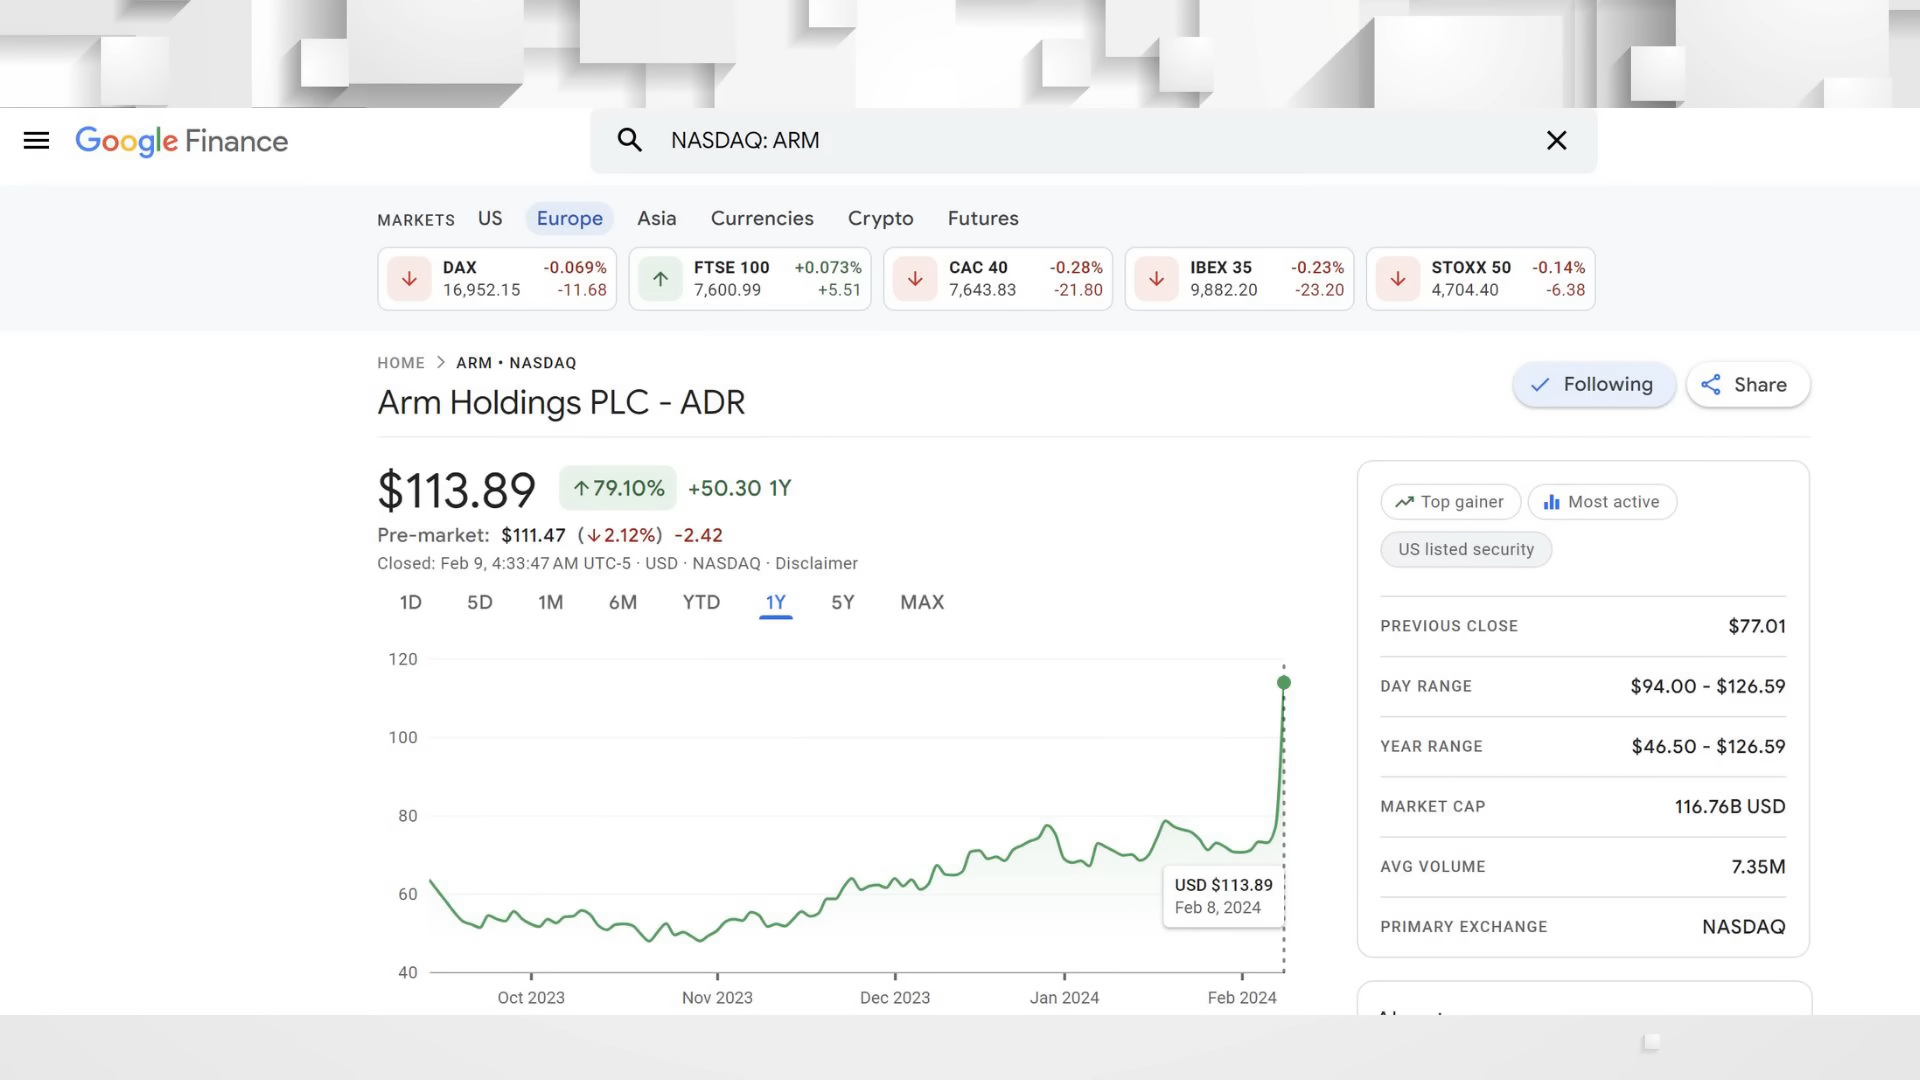 Google Finance
NASDAQ: ARM
MARKETS US Europe Asia Currencies Crypto Futures
DAX -0.069%
16,952.15 -11.68
FTSE 100 +0.073%
7,600.99 +5.51
CAC 40 -0.28%
7,643.83 -21.80
IBEX 35 -0.23%
9,882.20 -23.20
STOXX 50 -0.14%
4,704.40 -6.38
HOME > ARM • NASDAQ
Arm Holdings PLC - ADR
Following
Share
$113.89 ↑79.10% +50.30 1Y
Pre-market: $111.47 (↓2.12%) -2.42
Closed: Feb 9, 4:33:47 AM UTC-5 · USD · NASDAQ · Disclaimer
1D 5D 1M 6M YTD 1Y 5Y MAX
120
100
80
60
40
USD $113.89
Feb 8, 2024
Oct 2023 Nov 2023 Dec 2023 Jan 2024 Feb 2024
Top gainer
Most active
US listed security
PREVIOUS CLOSE $77.01
DAY RANGE $94.00 - $126.59
YEAR RANGE $46.50 - $126.59
MARKET CAP 116.76B USD
AVG VOLUME 7.35M
PRIMARY EXCHANGE NASDAQ